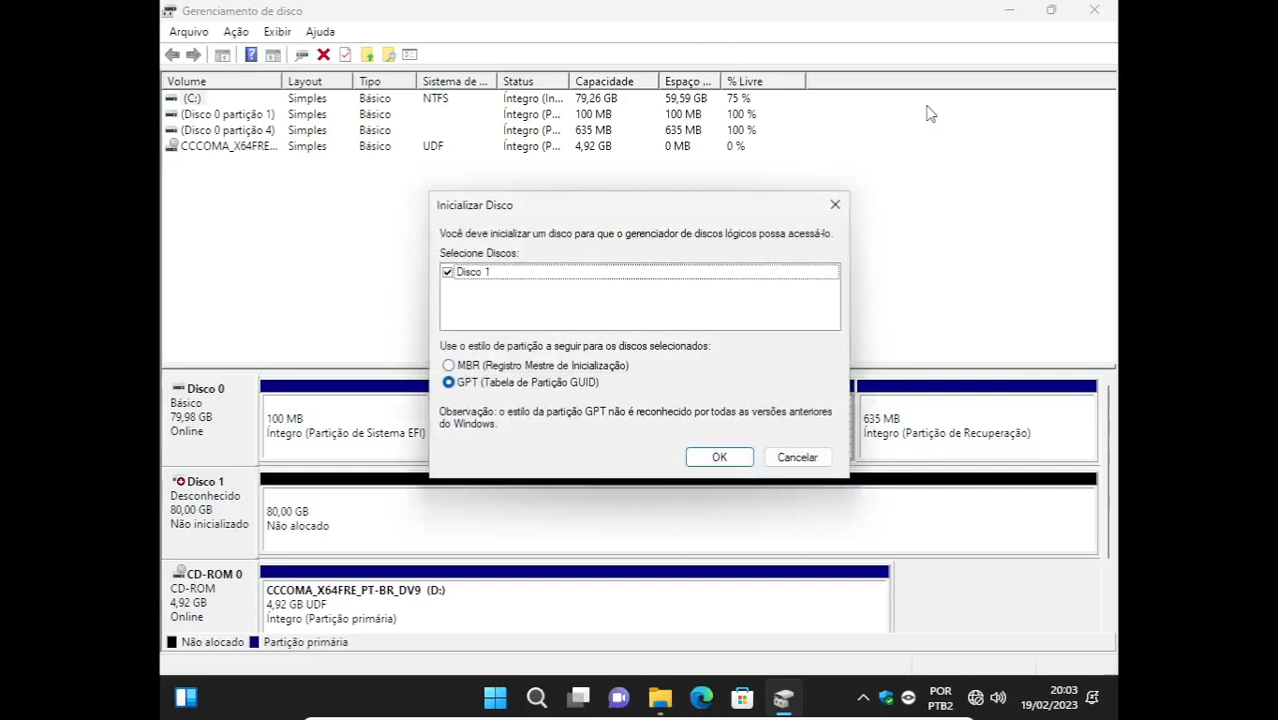 Gerenciamento de disco
Arquivo Ação Exibir Ajuda
Volume Layout Tipo Sistema de ... Status Capacidade Espaço ... % Livre
(C:) Simples Básico NTFS Íntegro (In... 79,26 GB 59,59 GB 75 %
(Disco 0 partição 1) Simples Básico Íntegro (P... 100 MB 100 MB 100 %
(Disco 0 partição 4) Simples Básico Íntegro (P... 635 MB 635 MB 100 %
CCCOMA_X64FRE... Simples Básico UDF Íntegro (P... 4,92 GB 0 MB 0 %
Inicializar Disco
Você deve inicializar um disco para que o gerenciador de discos lógicos possa acessá-lo.
Selecione Discos:
Disco 1
Use o estilo de partição a seguir para os discos selecionados:
MBR (Registro Mestre de Inicialização)
GPT (Tabela de Partição GUID)
Observação: o estilo da partição GPT não é reconhecido por todas as versões anteriores
do Windows.
OK Cancelar
Disco 0
Básico
79,98 GB
Online
100 MB
Íntegro (Partição de Sistema EFI)
635 MB
Íntegro (Partição de Recuperação)
Disco 1
Desconhecido
80,00 GB
Não inicializado
80,00 GB
Não alocado
CD-ROM 0
CD-ROM
4,92 GB
Online
CCCOMA_X64FRE_PT-BR_DV9 (D:)
4,92 GB UDF
Íntegro (Partição primária)
Não alocado Partição primária
POR
PTB2
20:03
19/02/2023